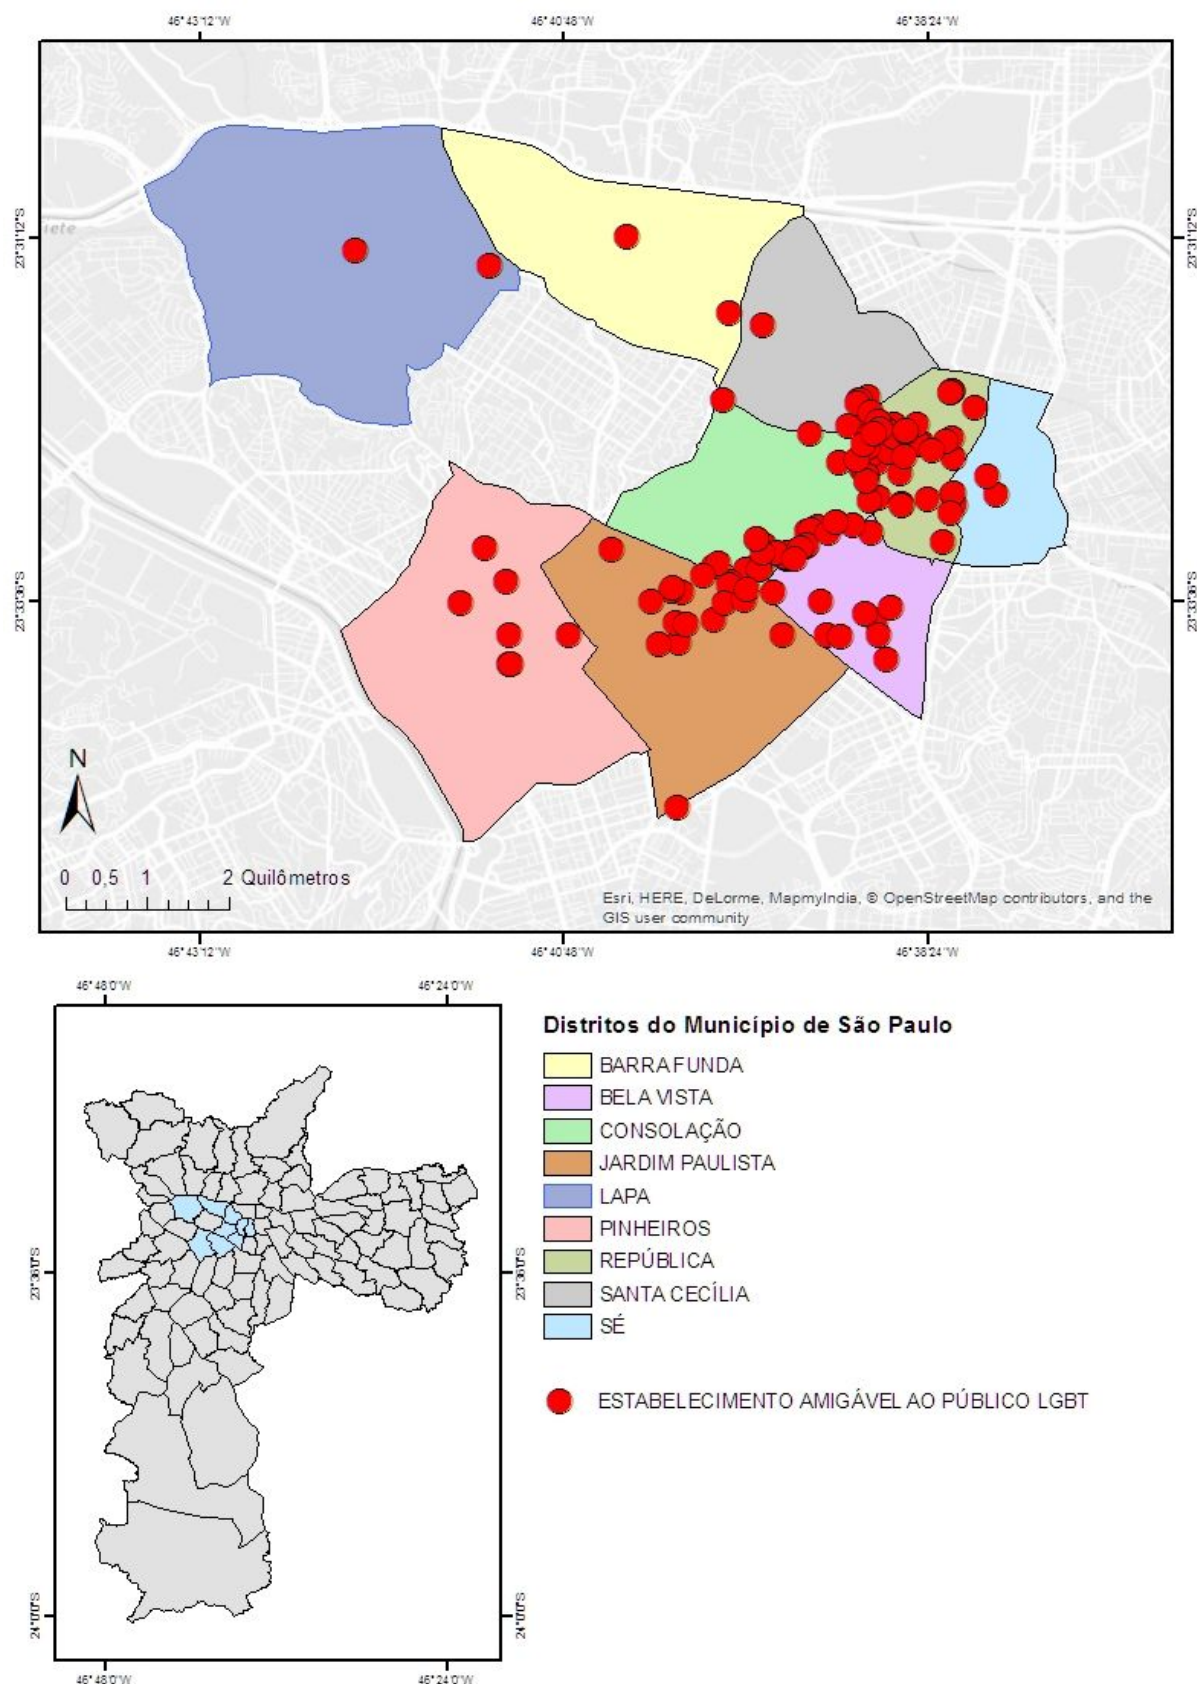 46°43'12"W 46°40'48"W 46°38'24"W
23°31'12"S 23°31'12"S
iete
23°33'36"S 23°33'36"S
N
0 0,5 1 2 Quilômetros
Esri, HERE, DeLorme, MapmyIndia, © OpenStreetMap contributors, and the
GIS user community
46°43'12"W 46°40'48"W 46°38'24"W
46°48'0"W 46°24'0"W
Distritos do Município de São Paulo
BARRA FUNDA
BELA VISTA
CONSOLAÇÃO
JARDIM PAULISTA
LAPA
PINHEIROS
REPÚBLICA
23°36'0"S 23°36'0"S
SANTA CECÍLIA
SÉ
ESTABELECIMENTO AMIGÁVEL AO PÚBLICO LGBT
24°0'0"S 24°0'0"S
46°48'0"W 46°24'0"W